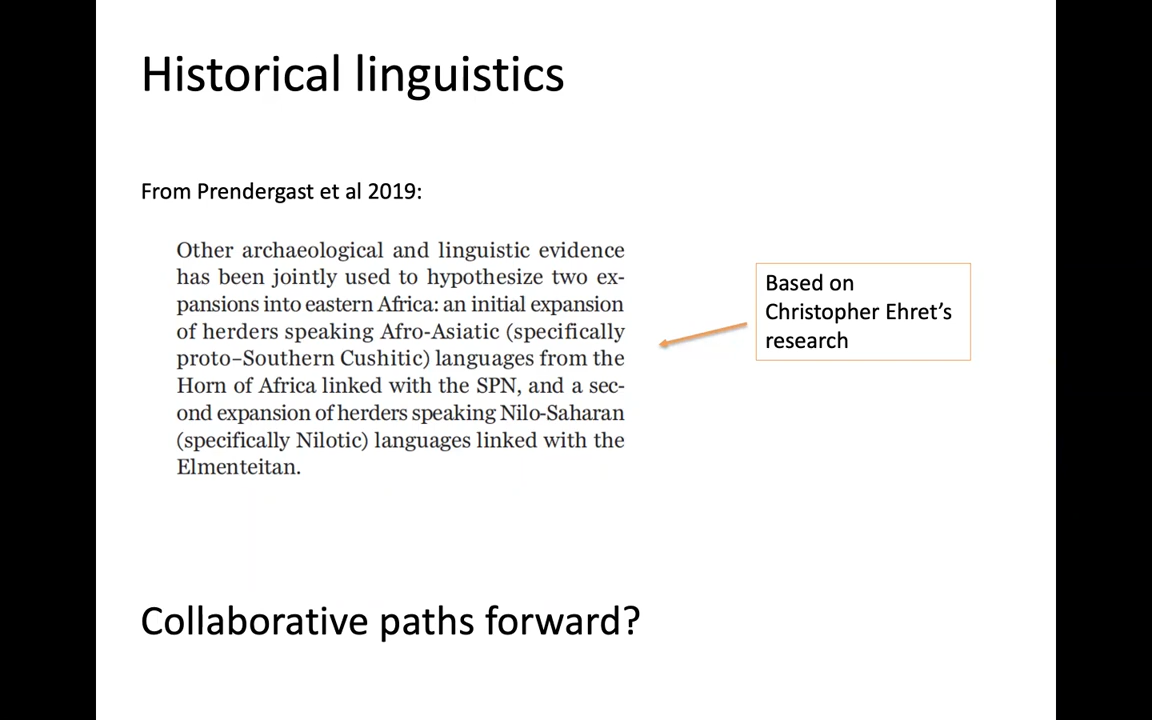 Historical linguistics
From Prendergast et al 2019:
Other archaeological and linguistic evidence
has been jointly used to hypothesize two ex-
pansions into eastern Africa: an initial expansion
of herders speaking Afro-Asiatic (specifically
proto–Southern Cushitic) languages from the
Horn of Africa linked with the SPN, and a sec-
ond expansion of herders speaking Nilo-Saharan
(specifically Nilotic) languages linked with the
Elmenteitan.
Based on
Christopher Ehret’s
research
Collaborative paths forward?